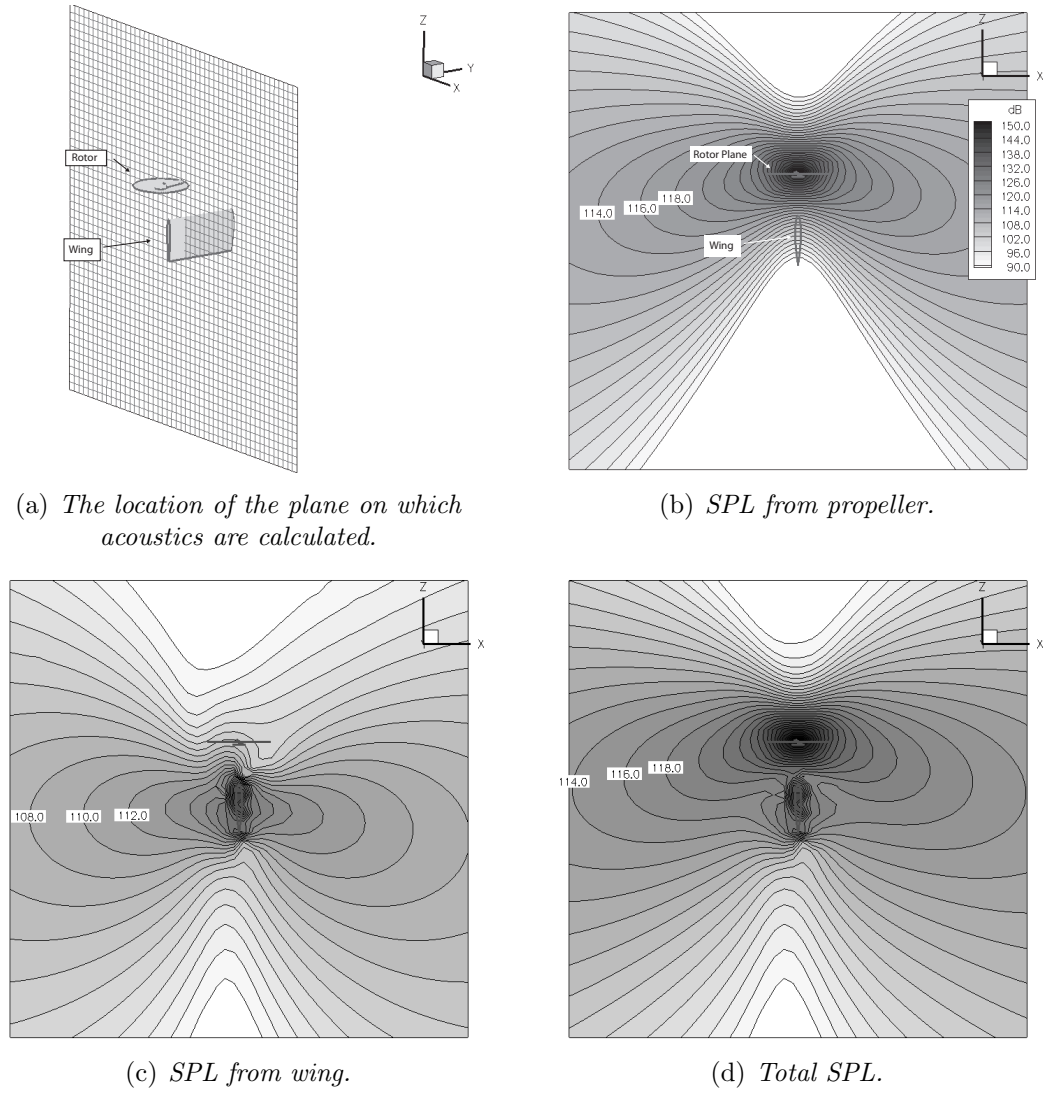 Z
Y
X
Rotor
Wing
(a) The location of the plane on which
acoustics are calculated.
Z
X
dB
150.0
144.0
138.0
132.0
126.0
120.0
114.0
108.0
102.0
96.0
90.0
Rotor Plane
114.0
116.0
118.0
Wing
(b) SPL from propeller.
Z
X
108.0
110.0
112.0
(c) SPL from wing.
Z
X
114.0
116.0
118.0
(d) Total SPL.